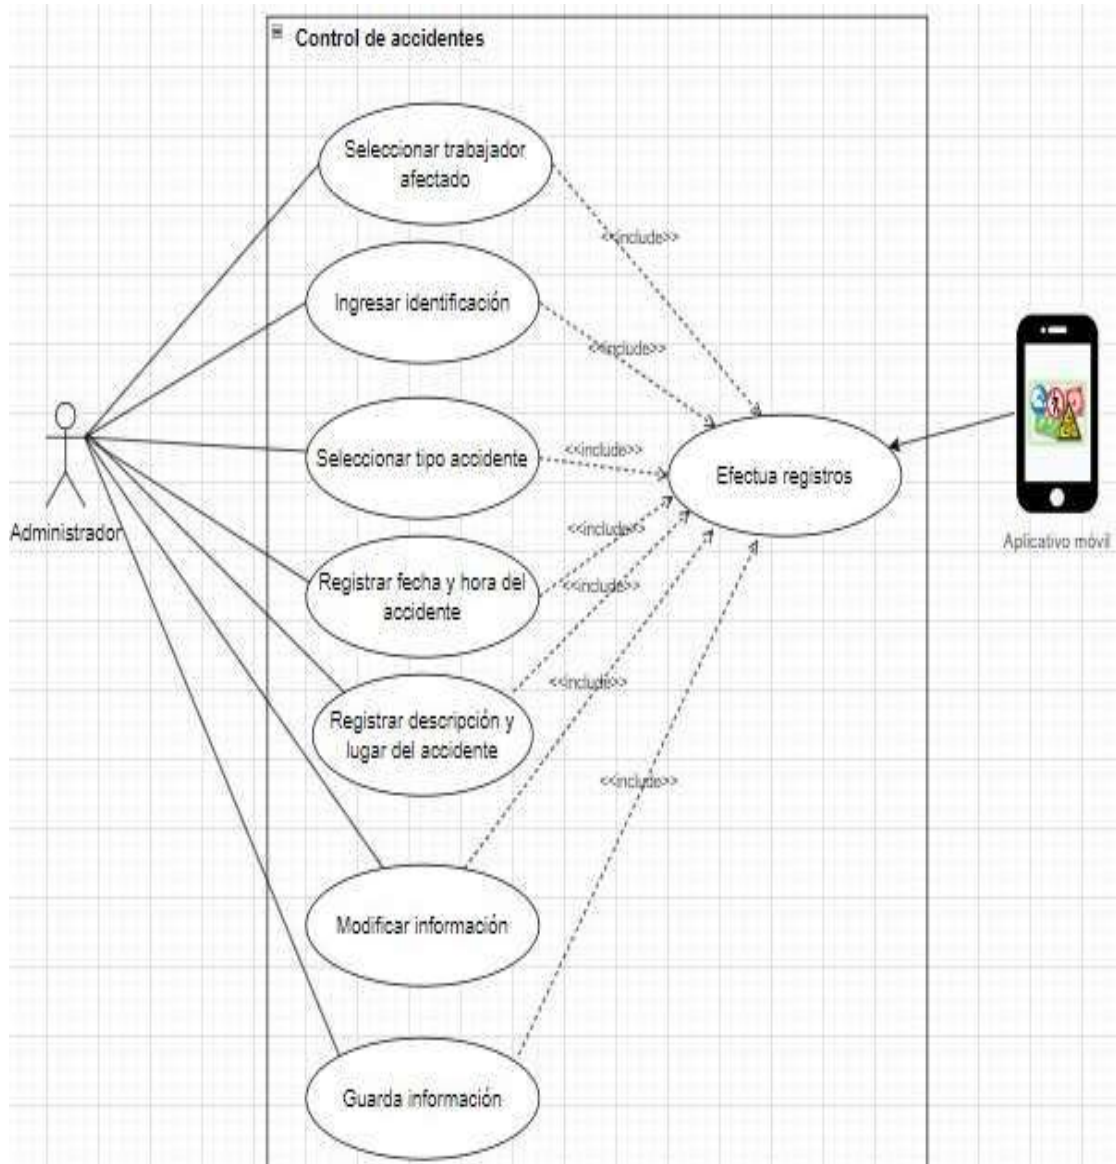 Control de accidentes
Seleccionar trabajador
afectado
<<include>>
Ingresar identificación
<<include>>
Seleccionar tipo accidente
<<include>>
Efectua registros
Administrador
Aplicativo móvil
<<include>>
Registrar fecha y hora del
accidente
<<include>>
<<include>>
Registrar descripción y
lugar del accidente
<<include>>
Modificar información
Guarda información